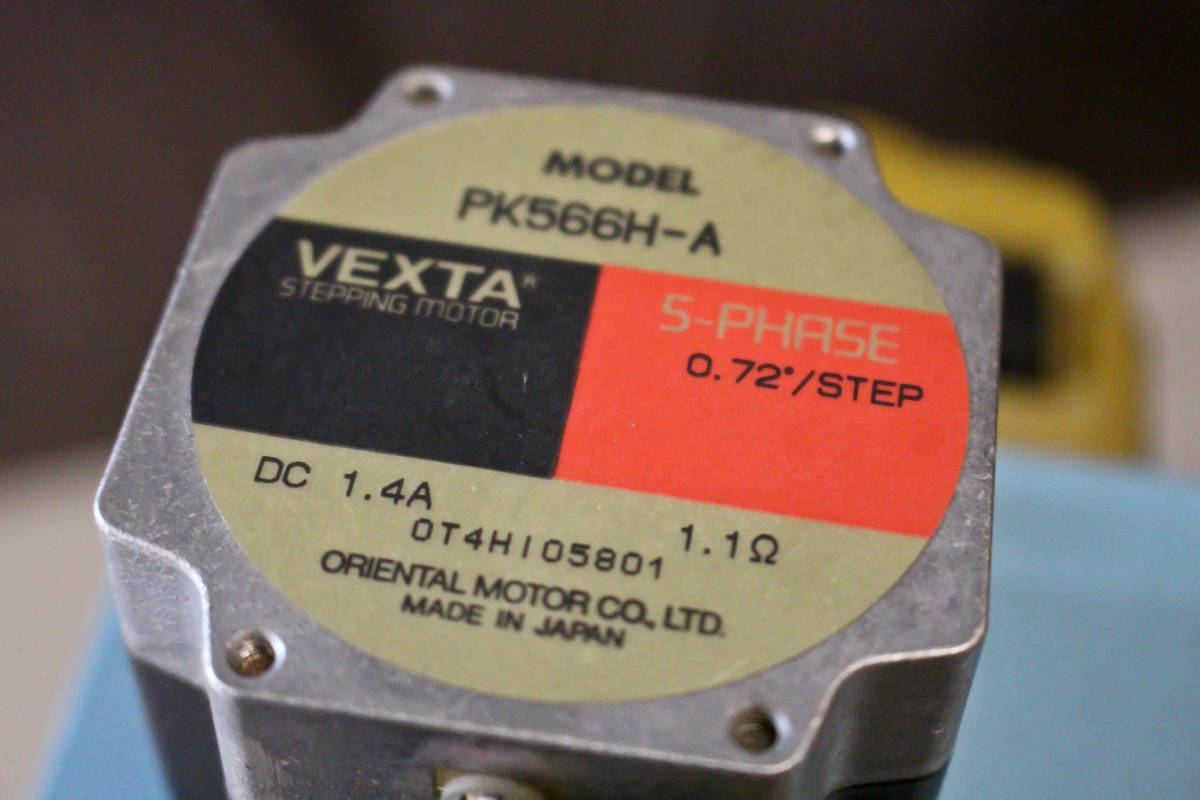 MODEL
PK566H-A
VEXTA®
STEPPING MOTOR
5-PHASE
0.72°/STEP
DC 1.4A
1.1Ω
0T4HI05801
ORIENTAL MOTOR CO., LTD.
MADE IN JAPAN